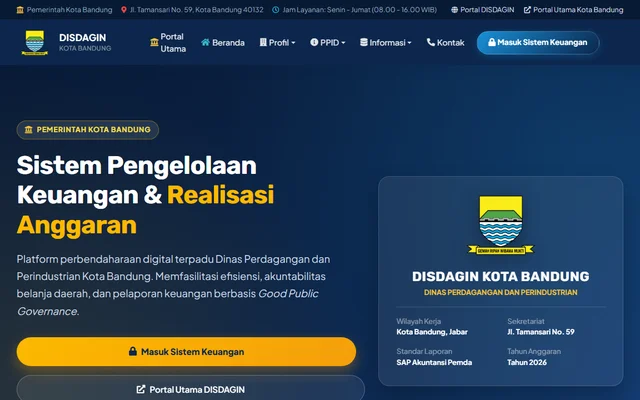 Pemerintah Kota Bandung
Jl. Tamansari No. 59, Kota Bandung 40132
Jam Layanan: Senin - Jumat (08.00 - 16.00 WIB)
Portal DISDAGIN
Portal Utama Kota Bandung
DISDAGIN
KOTA BANDUNG
Portal
Utama
Beranda
Profil
PPID
Informasi
Kontak
Masuk Sistem Keuangan
PEMERINTAH KOTA BANDUNG
Sistem Pengelolaan
Keuangan & Realisasi
Anggaran
Platform perbendaharaan digital terpadu Dinas Perdagangan dan
Perindustrian Kota Bandung. Memfasilitasi efisiensi, akuntabilitas
belanja daerah, dan pelaporan keuangan berbasis Good Public
Governance.
Masuk Sistem Keuangan
Portal Utama DISDAGIN
GEMAH RIPAH WIBAWA MUKTI
DISDAGIN KOTA BANDUNG
DINAS PERDAGANGAN DAN PERINDUSTRIAN
Wilayah Kerja
Kota Bandung, Jabar
Sekretariat
Jl. Tamansari No. 59
Standar Laporan
SAP Akuntansi Pemda
Tahun Anggaran
Tahun 2026